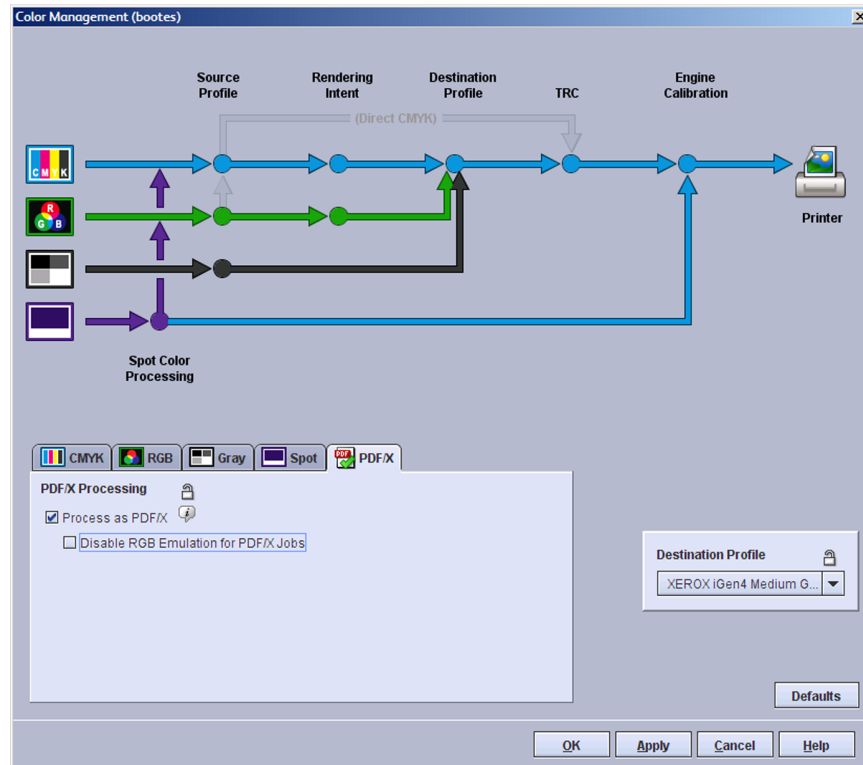 Color Management (bootes)
Source
Profile
Rendering
Intent
Destination
Profile
TRC
Engine
Calibration
(Direct CMYK)
C M Y K
R
G B
Printer
Spot Color
Processing
CMYK
RGB
Gray
Spot
PDF
PDF/X
PDF/X Processing
Process as PDF/X
Disable RGB Emulation for PDF/X Jobs
Destination Profile
XEROX iGen4 Medium G...
Defaults
OK
Apply
Cancel
Help